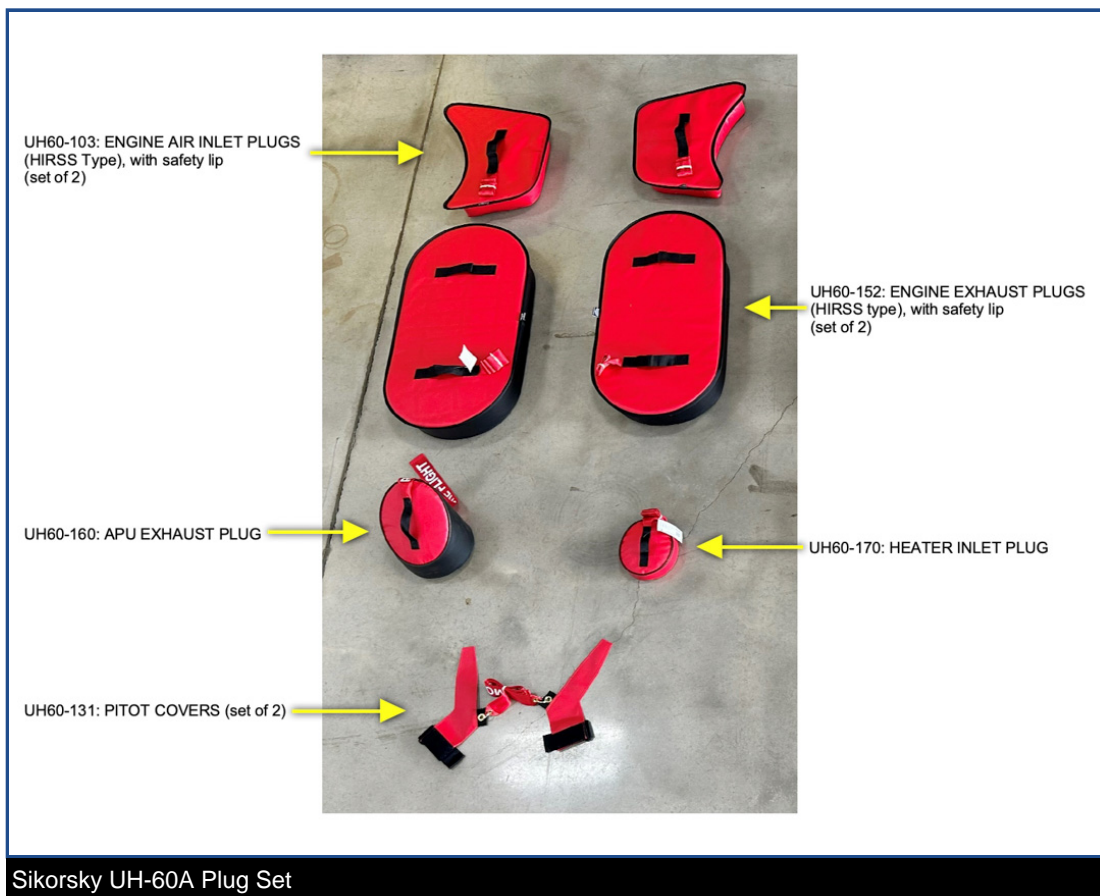 UH60-103: ENGINE AIR INLET PLUGS
(HIRSS Type), with safety lip
(set of 2)
UH60-152: ENGINE EXHAUST PLUGS
(HIRSS type), with safety lip
(set of 2)
UH60-160: APU EXHAUST PLUG
UH60-170: HEATER INLET PLUG
UH60-131: PITOT COVERS (set of 2)
Sikorsky UH-60A Plug Set